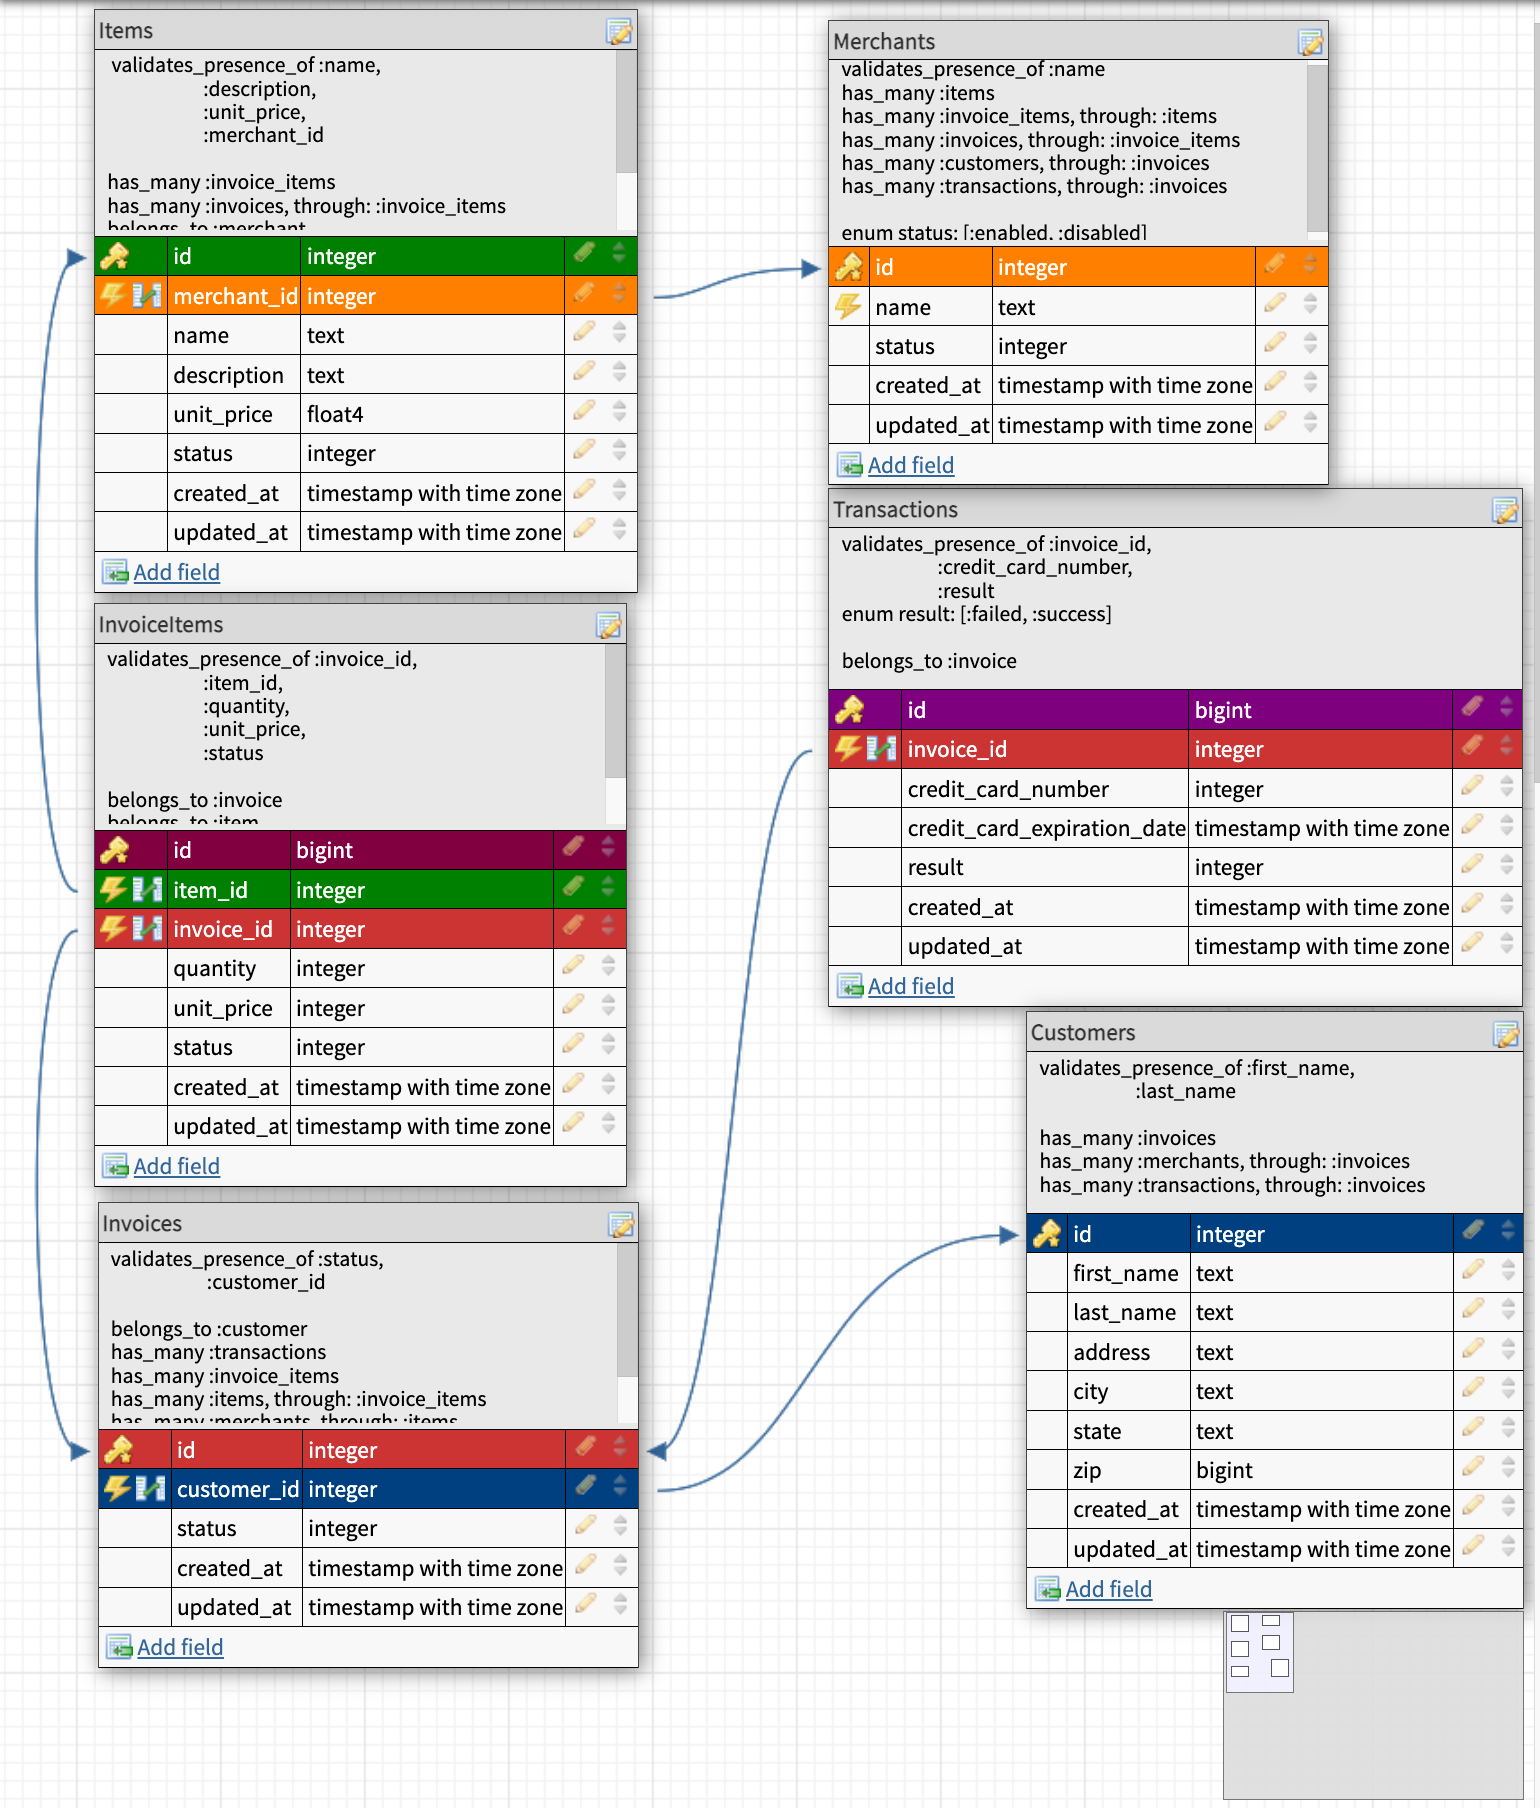 Items
validates_presence_of :name,
:description,
:unit_price,
:merchant_id
has_many :invoice_items
has_many :invoices, through: :invoice_items
belongs_to :merchant
id integer
merchant_id integer
name text
description text
unit_price float4
status integer
created_at timestamp with time zone
updated_at timestamp with time zone
Add field
InvoiceItems
validates_presence_of :invoice_id,
:item_id,
:quantity,
:unit_price,
:status
belongs_to :invoice
belongs_to :item
id bigint
item_id integer
invoice_id integer
quantity integer
unit_price integer
status integer
created_at timestamp with time zone
updated_at timestamp with time zone
Add field
Invoices
validates_presence_of :status,
:customer_id
belongs_to :customer
has_many :transactions
has_many :invoice_items
has_many :items, through: :invoice_items
has_many :merchants, through: :items
id integer
customer_id integer
status integer
created_at timestamp with time zone
updated_at timestamp with time zone
Add field
Merchants
validates_presence_of :name
has_many :items
has_many :invoice_items, through: :items
has_many :invoices, through: :invoice_items
has_many :customers, through: :invoices
has_many :transactions, through: :invoices
enum status: [:enabled, :disabled]
id integer
name text
status integer
created_at timestamp with time zone
updated_at timestamp with time zone
Add field
Transactions
validates_presence_of :invoice_id,
:credit_card_number,
:result
enum result: [:failed, :success]
belongs_to :invoice
id bigint
invoice_id integer
credit_card_number integer
credit_card_expiration_date timestamp with time zone
result integer
created_at timestamp with time zone
updated_at timestamp with time zone
Add field
Customers
validates_presence_of :first_name,
:last_name
has_many :invoices
has_many :merchants, through: :invoices
has_many :transactions, through: :invoices
id integer
first_name text
last_name text
address text
city text
state text
zip bigint
created_at timestamp with time zone
updated_at timestamp with time zone
Add field